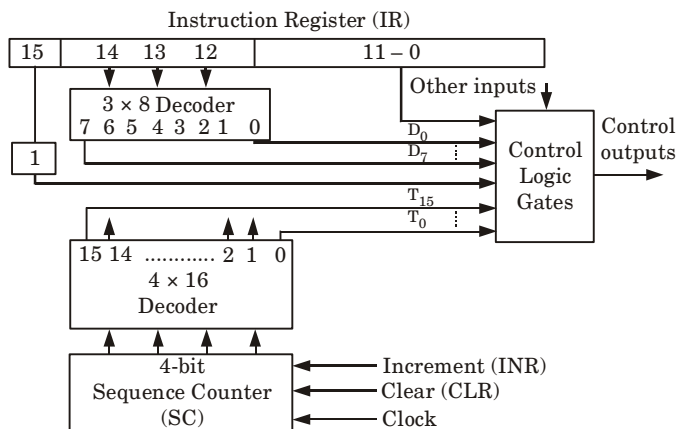 Instruction Register (IR)
15 14 13 12 11 – 0
Other inputs
3 × 8 Decoder
7 6 5 4 3 2 1 0
D0
D7
1
Control
Logic
Gates
Control
outputs
T15
T0
15 14 ............ 2 1 0
4 × 16
Decoder
4-bit
Sequence Counter
(SC)
Increment (INR)
Clear (CLR)
Clock